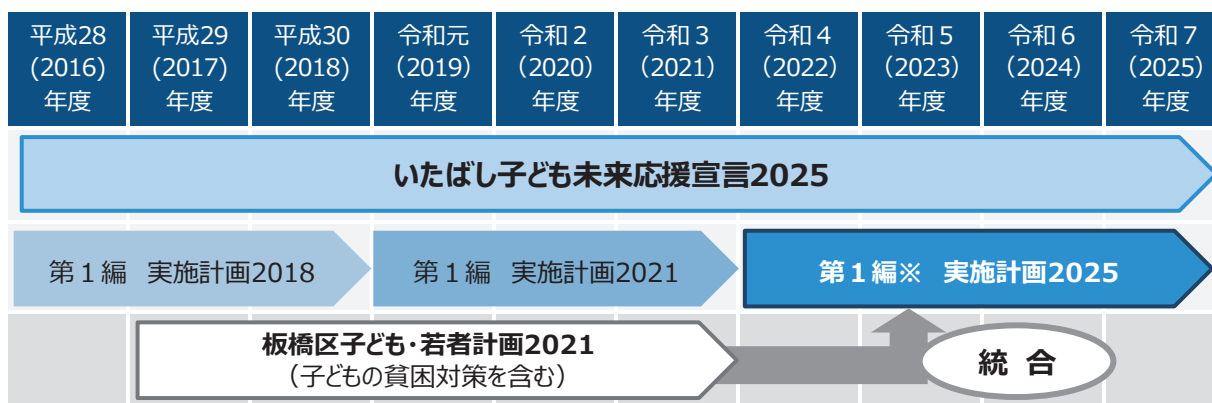 平成28
(2016)
年度
平成29
(2017)
年度
平成30
(2018)
年度
令和元
（2019）
年度
令和２
（2020）
年度
令和３
（2021）
年度
令和４
（2022）
年度
令和５
（2023）
年度
令和６
（2024）
年度
令和７
（2025）
年度
いたばし子ども未来応援宣言2025
第１編　実施計画2018
第１編　実施計画2021
第１編※　実施計画2025
板橋区子ども・若者計画2021
（子どもの貧困対策を含む）
統 合